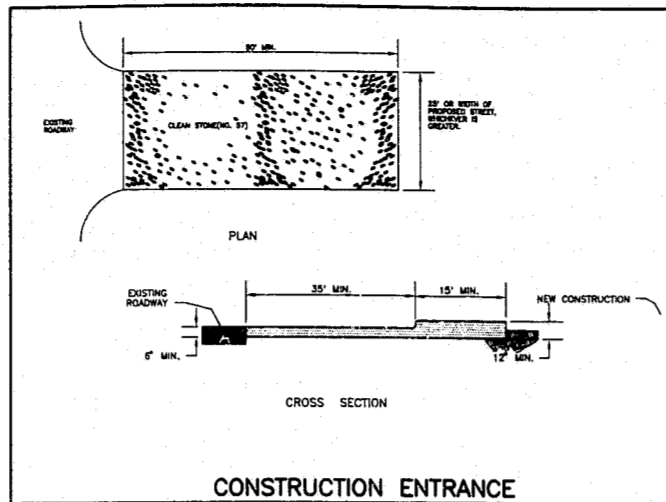 50' MIN.
EXISTING
ROADWAY
CLEAN STONE(NO. 57)
25' OR WIDTH OF
PROPOSED STREET,
WHICHEVER IS
GREATER.
PLAN
EXISTING
ROADWAY
35' MIN.
15' MIN.
NEW CONSTRUCTION
6" MIN.
12" MIN.
CROSS SECTION
CONSTRUCTION ENTRANCE